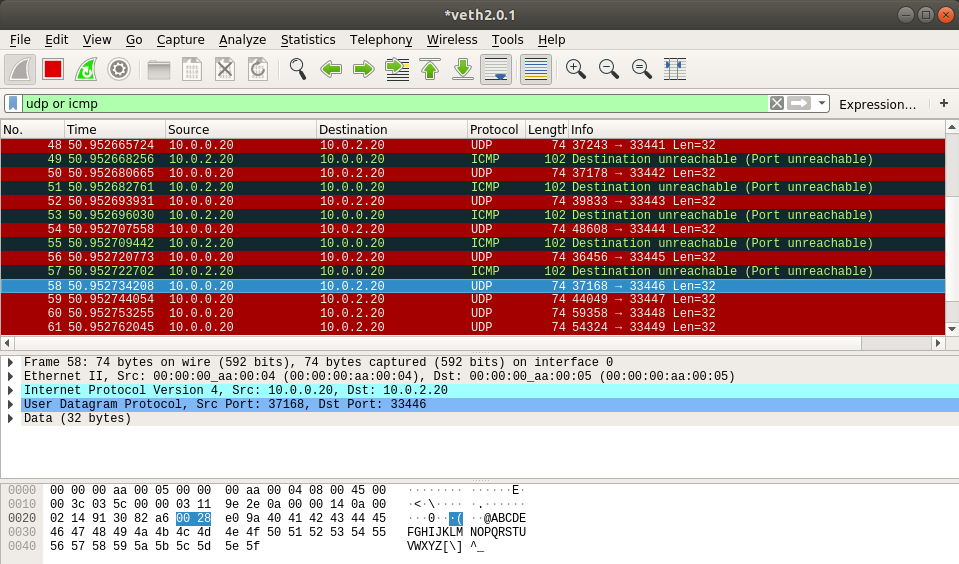 *veth2.0.1
File Edit View Go Capture Analyze Statistics Telephony Wireless Tools Help
udp or icmp Expression… +
No. Time Source Destination Protocol Length Info
48 50.952665724 10.0.0.20 10.0.2.20 UDP 74 37243 → 33441 Len=32
49 50.952668256 10.0.2.20 10.0.0.20 ICMP 102 Destination unreachable (Port unreachable)
50 50.952680665 10.0.0.20 10.0.2.20 UDP 74 37178 → 33442 Len=32
51 50.952682761 10.0.2.20 10.0.0.20 ICMP 102 Destination unreachable (Port unreachable)
52 50.952693931 10.0.0.20 10.0.2.20 UDP 74 39833 → 33443 Len=32
53 50.952696030 10.0.2.20 10.0.0.20 ICMP 102 Destination unreachable (Port unreachable)
54 50.952707558 10.0.0.20 10.0.2.20 UDP 74 48608 → 33444 Len=32
55 50.952709442 10.0.2.20 10.0.0.20 ICMP 102 Destination unreachable (Port unreachable)
56 50.952720773 10.0.0.20 10.0.2.20 UDP 74 36456 → 33445 Len=32
57 50.952722702 10.0.2.20 10.0.0.20 ICMP 102 Destination unreachable (Port unreachable)
58 50.952734208 10.0.0.20 10.0.2.20 UDP 74 37168 → 33446 Len=32
59 50.952744054 10.0.0.20 10.0.2.20 UDP 74 44049 → 33447 Len=32
60 50.952753255 10.0.0.20 10.0.2.20 UDP 74 59358 → 33448 Len=32
61 50.952762045 10.0.0.20 10.0.2.20 UDP 74 54324 → 33449 Len=32
Frame 58: 74 bytes on wire (592 bits), 74 bytes captured (592 bits) on interface 0
Ethernet II, Src: 00:00:00_aa:00:04 (00:00:00:aa:00:04), Dst: 00:00:00_aa:00:05 (00:00:00:aa:00:05)
Internet Protocol Version 4, Src: 10.0.0.20, Dst: 10.0.2.20
User Datagram Protocol, Src Port: 37168, Dst Port: 33446
Data (32 bytes)
0000 00 00 00 aa 00 05 00 00 00 aa 00 04 08 00 45 00 ········ ······E·
0010 00 3c 03 5c 00 00 03 11 9e 2e 0a 00 00 14 0a 00 ·<·\···· ·.······
0020 02 14 91 30 82 a6 00 28 e0 9a 40 41 42 43 44 45 ···0···( ··@ABCDE
0030 46 47 48 49 4a 4b 4c 4d 4e 4f 50 51 52 53 54 55 FGHIJKLM NOPQRSTU
0040 56 57 58 59 5a 5b 5c 5d 5e 5f VWXYZ[\] ^_